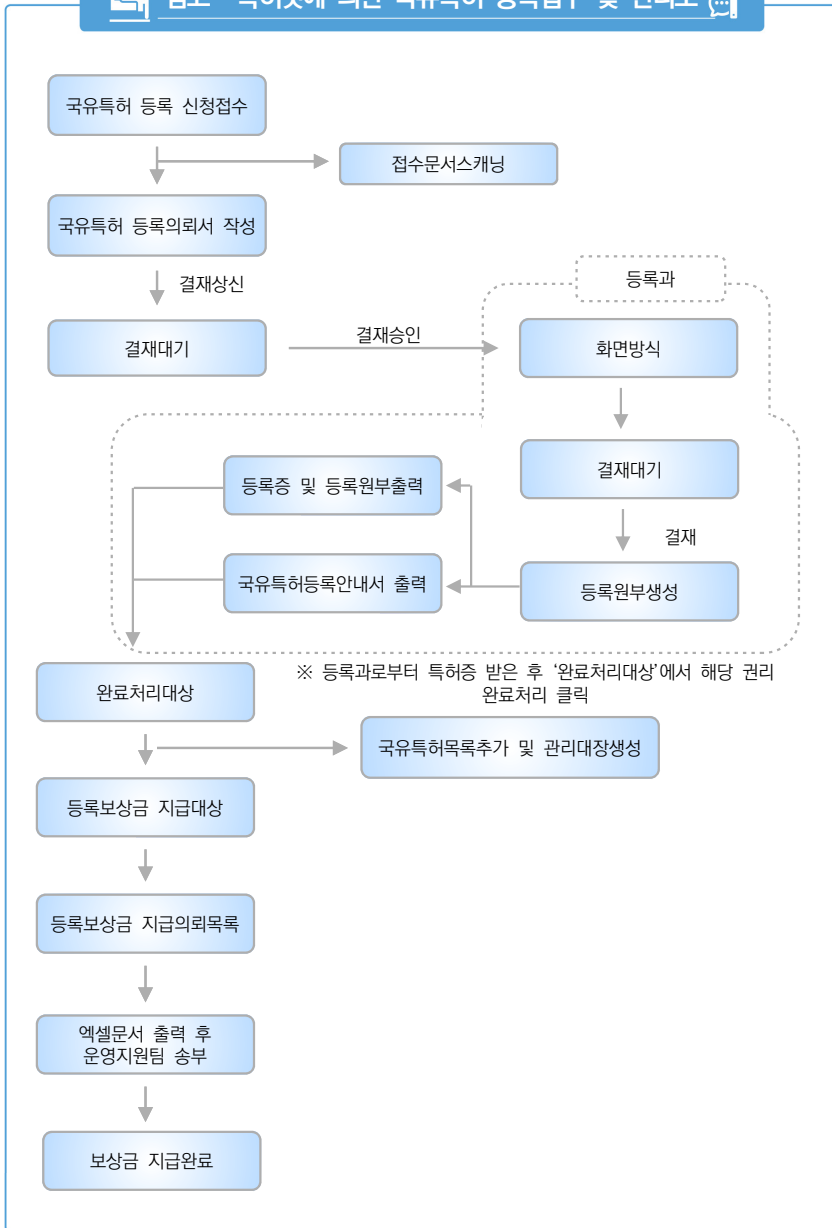 국유특허 등록 신청접수
접수문서스캐닝
국유특허 등록의뢰서 작성
결재상신
등록과
결재대기
결재승인
화면방식
결재대기
등록증 및 등록원부출력
결재
국유특허등록안내서 출력
등록원부생성
※ 등록과로부터 특허증 받은 후 ‘완료처리대상’에서 해당 권리
완료처리 클릭
완료처리대상
국유특허목록추가 및 관리대장생성
등록보상금 지급대상
등록보상금 지급의뢰목록
엑셀문서 출력 후
운영지원팀 송부
보상금 지급완료